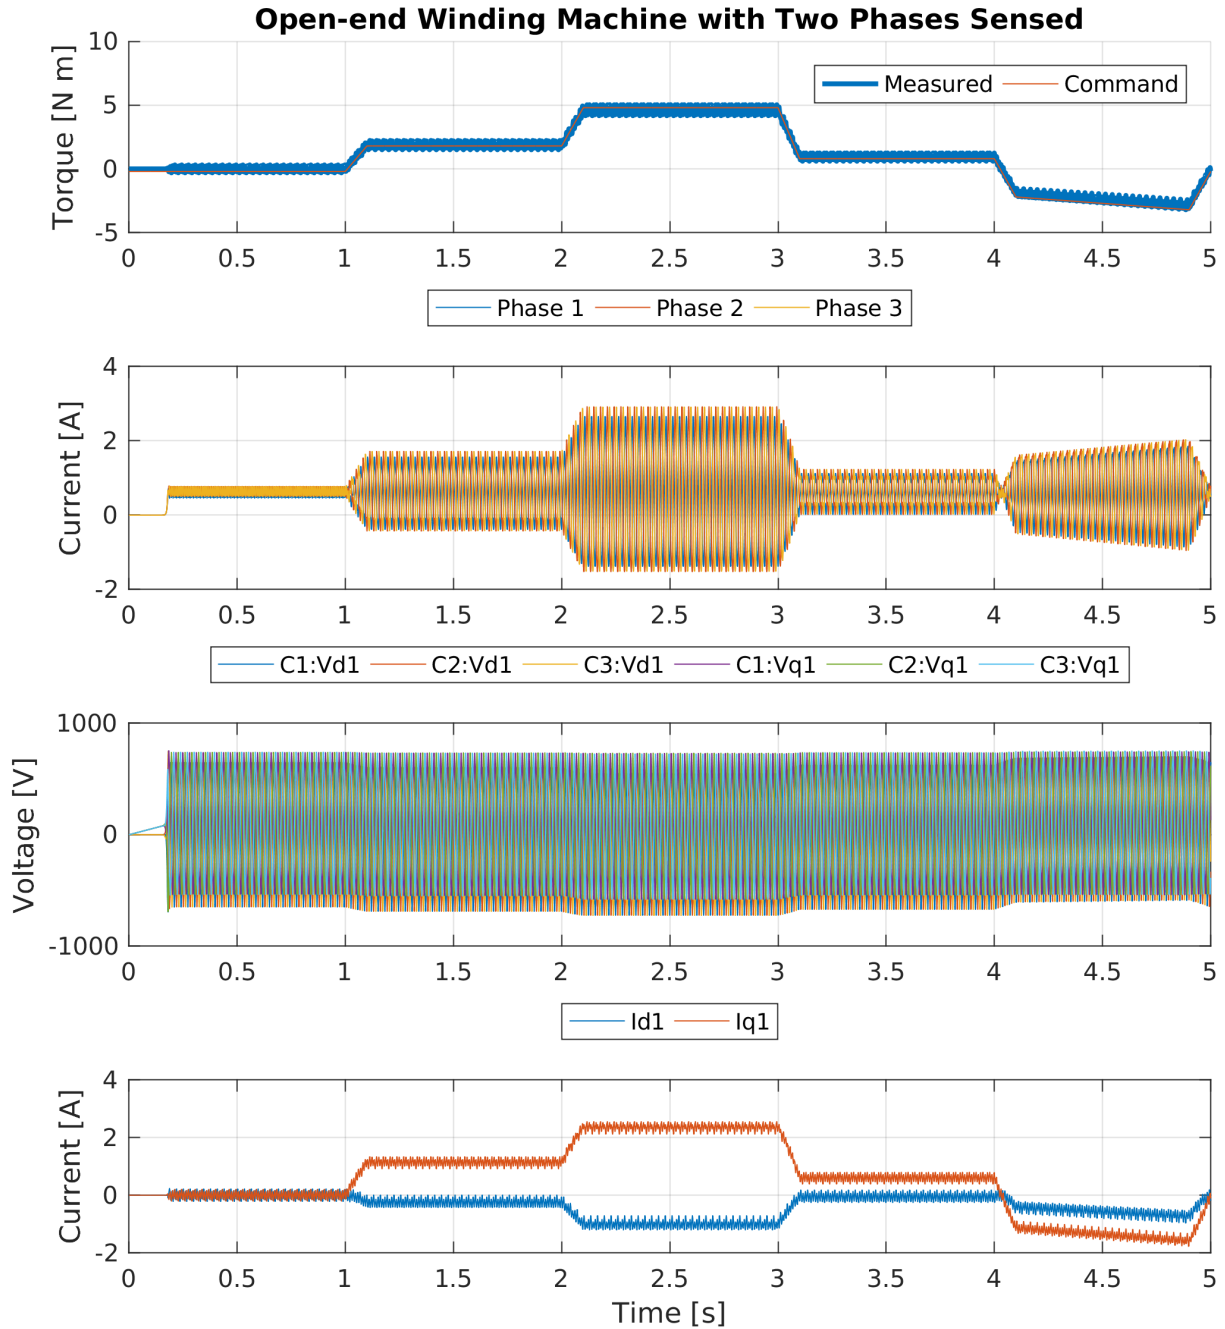 Open-end Winding Machine with Two Phases Sensed
Torque [N m]
10
5
0
-5
Measured Command
0 0.5 1 1.5 2 2.5 3 3.5 4 4.5 5
Phase 1 Phase 2 Phase 3
Current [A]
4
2
0
-2
0 0.5 1 1.5 2 2.5 3 3.5 4 4.5 5
C1:Vd1 C2:Vd1 C3:Vd1 C1:Vq1 C2:Vq1 C3:Vq1
Voltage [V]
1000
0
-1000
0 0.5 1 1.5 2 2.5 3 3.5 4 4.5 5
Id1 Iq1
Current [A]
4
2
0
-2
0 0.5 1 1.5 2 2.5 3 3.5 4 4.5 5
Time [s]